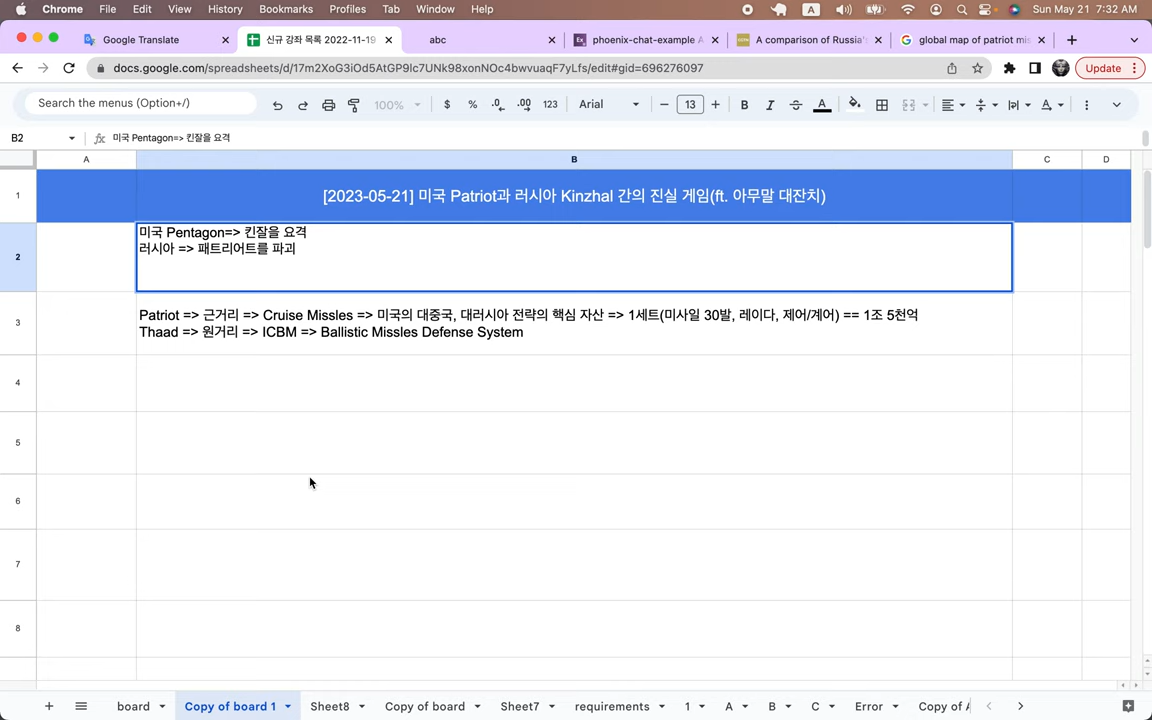 Chrome File Edit View History Bookmarks Profiles Tab Window Help A Sun May 21 7:32 AM
Google Translate 신규 강좌 목록 2022-11-19 abc phoenix-chat-example A comparison of Russia's global map of patriot mis
docs.google.com/spreadsheets/d/17m2XoG3iOd5AtGP9lc7UNk98xonNOc4bwvuaqF7yLfs/edit#gid=696276097 Update
Search the menus (Option+/) 100% $ % .0 .00 123 Arial 13 B I S A
B2 fx 미국 Pentagon=> 킨잘을 요격
A B C D
1 [2023-05-21] 미국 Patriot과 러시아 Kinzhal 간의 진실 게임(ft. 아무말 대잔치)
미국 Pentagon=> 킨잘을 요격
러시아 => 패트리어트를 파괴
2
Patriot => 근거리 => Cruise Missles => 미국의 대중국, 대러시아 전략의 핵심 자산 => 1세트(미사일 30발, 레이다, 제어/계어) == 1조 5천억
3
Thaad => 원거리 => ICBM => Ballistic Missles Defense System
4
5
6
7
8
board Copy of board 1 Sheet8 Copy of board Sheet7 requirements 1 A B C Error Copy of